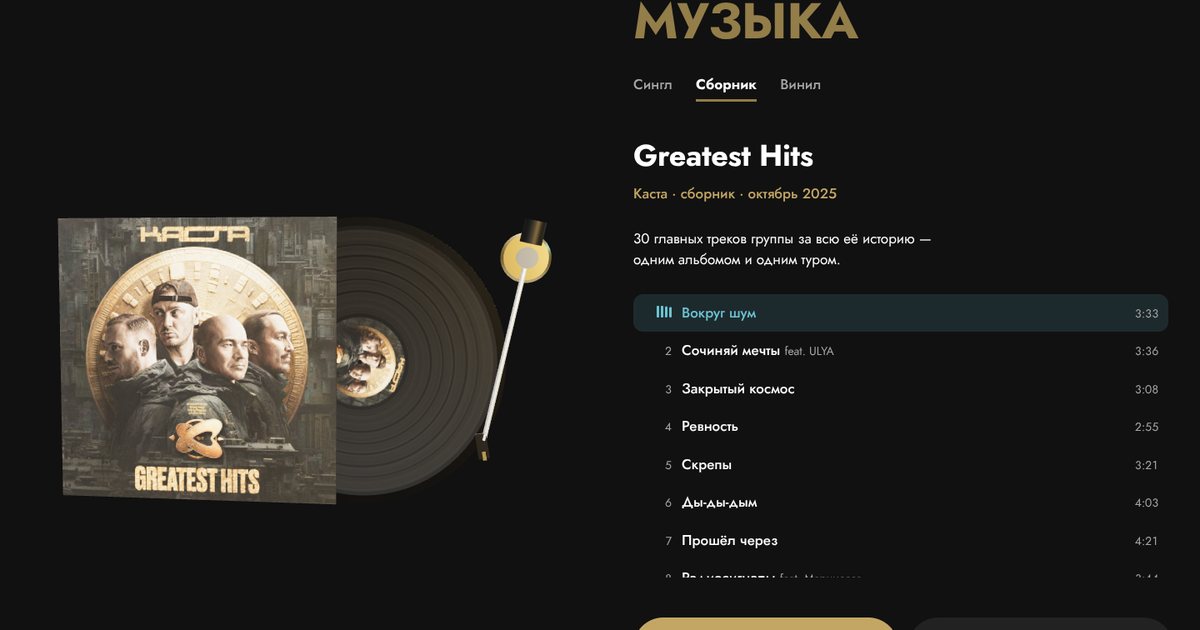 МУЗЫКА
Сингл Сборник Винил
Greatest Hits
Каста · сборник · октябрь 2025
30 главных треков группы за всю её историю —
одним альбомом и одним туром.
Вокруг шум 3:33
2 Сочиняй мечты feat. ULYA 3:36
3 Закрытый космос 3:08
4 Ревность 2:55
5 Скрепы 3:21
6 Ды-ды-дым 4:03
7 Прошёл через 4:21
КАСТА
GREATEST HITS